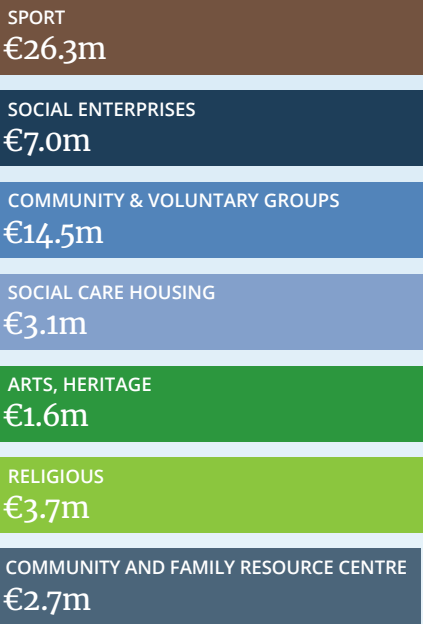 SPORT
€26.3m
SOCIAL ENTERPRISES
€7.0m
COMMUNITY & VOLUNTARY GROUPS
€14.5m
SOCIAL CARE HOUSING
€3.1m
ARTS, HERITAGE
€1.6m
RELIGIOUS
€3.7m
COMMUNITY AND FAMILY RESOURCE CENTRE
€2.7m